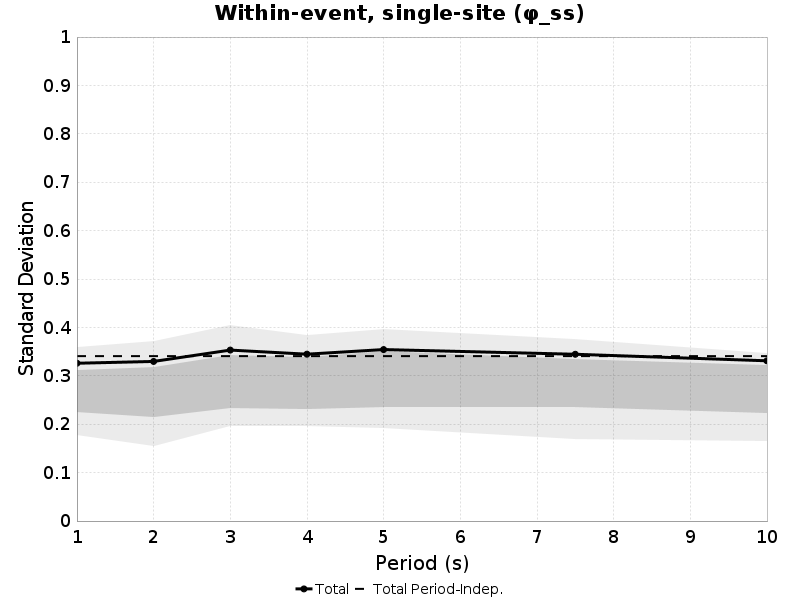 Within-event, single-site (φ_ss)
1
0.9
0.8
0.7
0.6
0.5
0.4
0.3
0.2
0.1
0
Standard Deviation
1 2 3 4 5 6 7 8 9 10
Period (s)
Total Total Period-Indep.